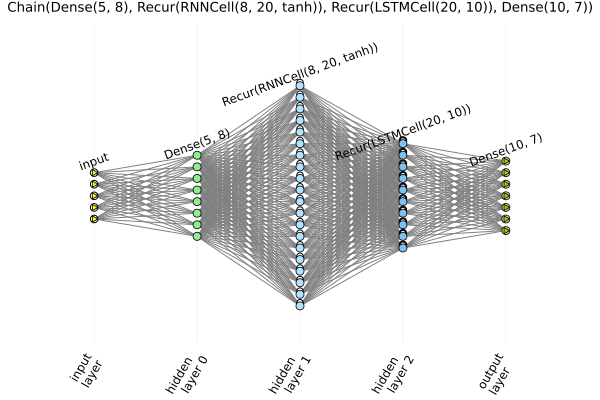 Chain(Dense(5, 8), Recur(RNNCell(8, 20, tanh)), Recur(LSTMCell(20, 10)), Dense(10, 7))
input
Dense(5, 8)
Recur(RNNCell(8, 20, tanh))
Recur(LSTMCell(20, 10))
Dense(10, 7)
input
layer
hidden
layer 0
hidden
layer 1
hidden
layer 2
output
layer